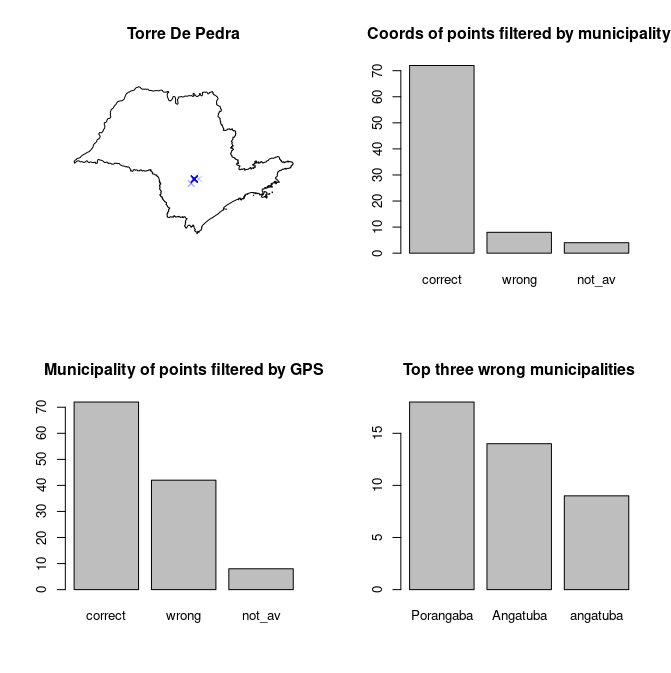 Torre De Pedra
Coords of points filtered by municipality
70
60
50
40
30
20
10
0
correct wrong not_av
Municipality of points filtered by GPS
70
60
50
40
30
20
10
0
correct wrong not_av
Top three wrong municipalities
15
10
5
0
Porangaba Angatuba angatuba